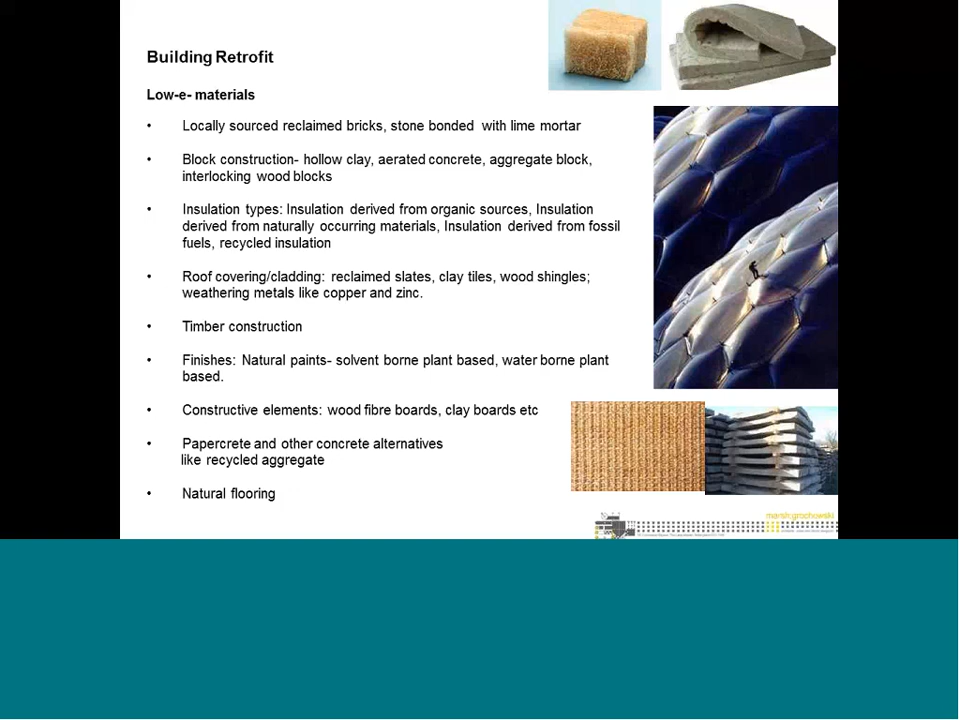 Building Retrofit
Low-e- materials
• Locally sourced reclaimed bricks, stone bonded with lime mortar
• Block construction- hollow clay, aerated concrete, aggregate block,
interlocking wood blocks
• Insulation types: Insulation derived from organic sources, Insulation
derived from naturally occurring materials, Insulation derived from fossil
fuels, recycled insulation
• Roof covering/cladding: reclaimed slates, clay tiles, wood shingles;
weathering metals like copper and zinc.
• Timber construction
• Finishes: Natural paints- solvent borne plant based, water borne plant
based.
• Constructive elements: wood fibre boards, clay boards etc
• Papercrete and other concrete alternatives
like recycled aggregate
• Natural flooring
marsh:grochowski